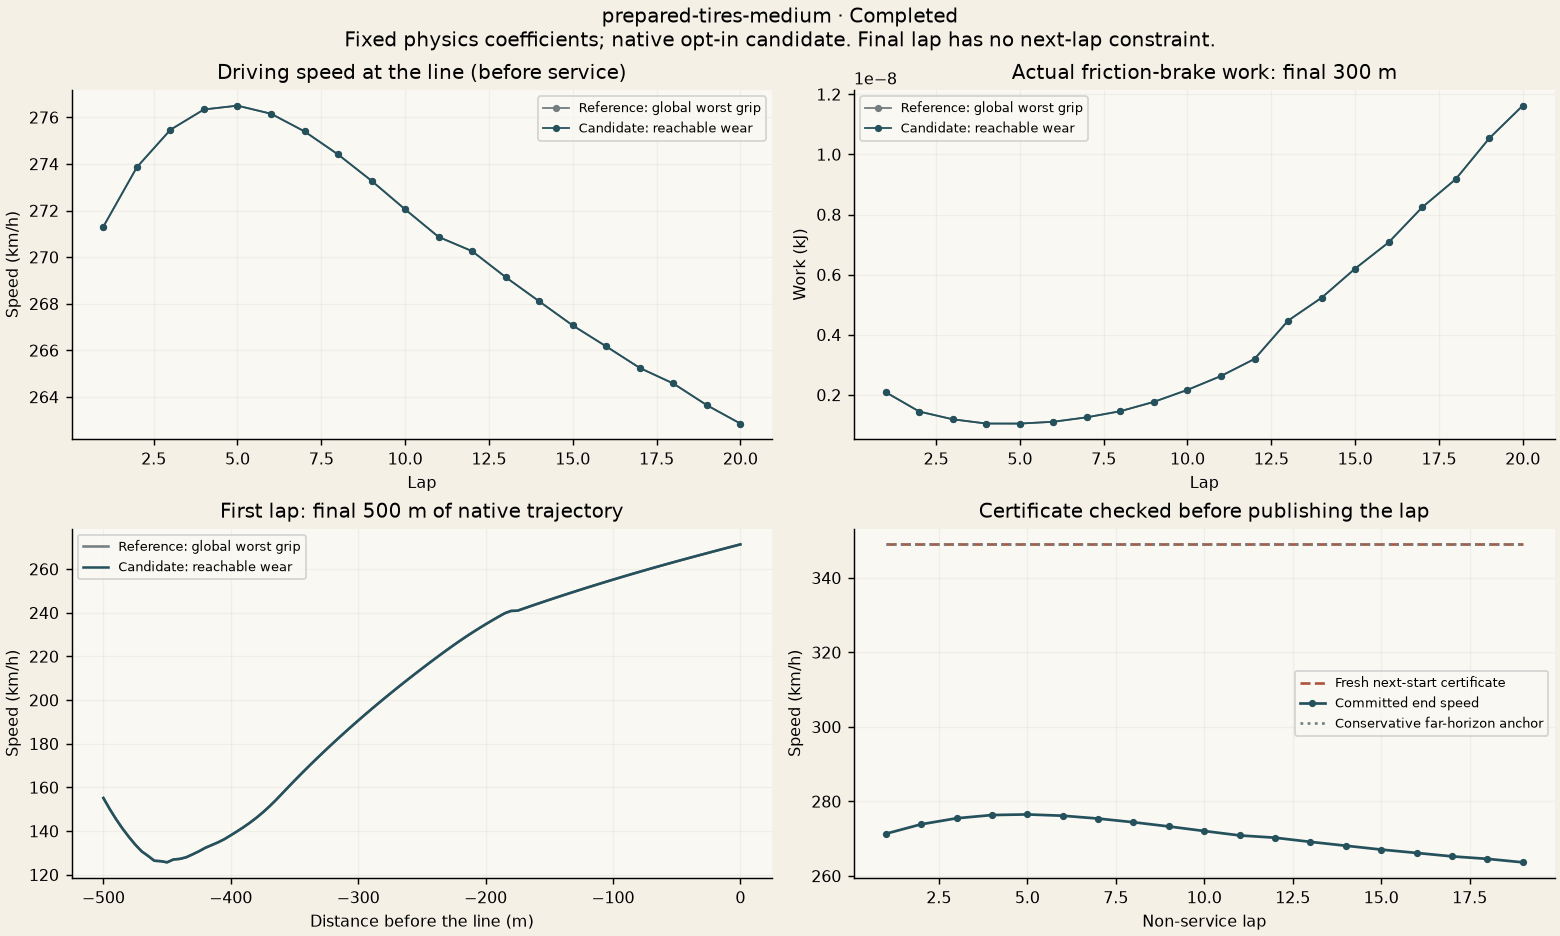 prepared-tires-medium · Completed
Fixed physics coefficients; native opt-in candidate. Final lap has no next-lap constraint.
Driving speed at the line (before service)
Speed (km/h)
276
274
272
270
268
266
264
Reference: global worst grip
Candidate: reachable wear
2.5 5.0 7.5 10.0 12.5 15.0 17.5 20.0
Lap
Actual friction-brake work: final 300 m
1e−8
Work (kJ)
1.2
1.0
0.8
0.6
0.4
0.2
Reference: global worst grip
Candidate: reachable wear
2.5 5.0 7.5 10.0 12.5 15.0 17.5 20.0
Lap
First lap: final 500 m of native trajectory
Speed (km/h)
260
240
220
200
180
160
140
120
Reference: global worst grip
Candidate: reachable wear
−500 −400 −300 −200 −100 0
Distance before the line (m)
Certificate checked before publishing the lap
Speed (km/h)
340
320
300
280
260
Fresh next-start certificate
Committed end speed
Conservative far-horizon anchor
2.5 5.0 7.5 10.0 12.5 15.0 17.5
Non-service lap